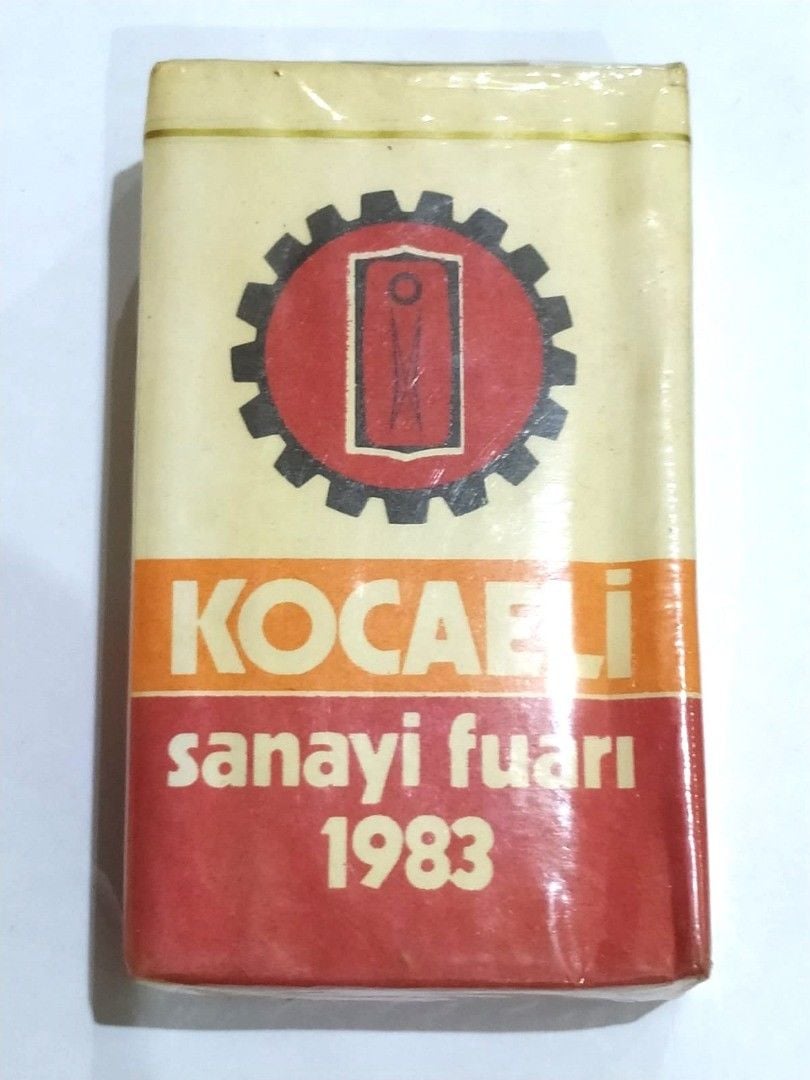 KOCAELİ
sanayi fuarı
1983